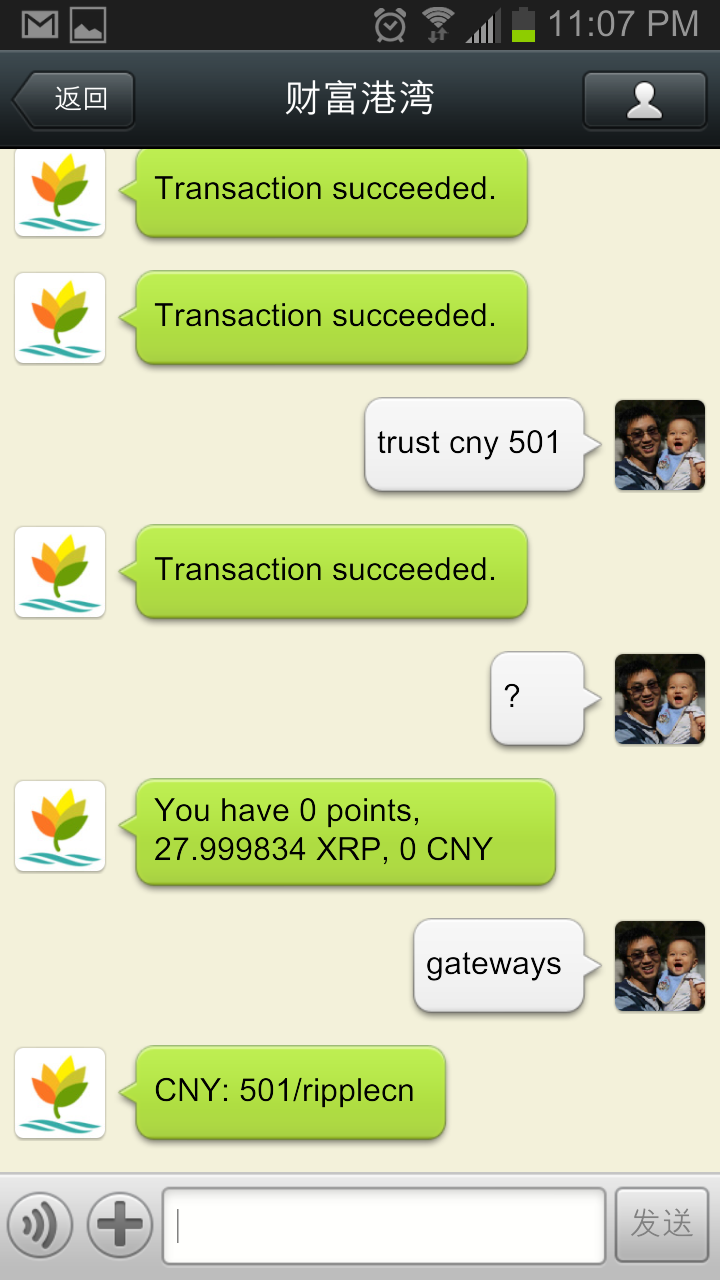 11:07 PM
返回
财富港湾
Transaction succeeded.
Transaction succeeded.
trust cny 501
Transaction succeeded.
?
You have 0 points,
27.999834 XRP, 0 CNY
gateways
CNY: 501/ripplecn
发送